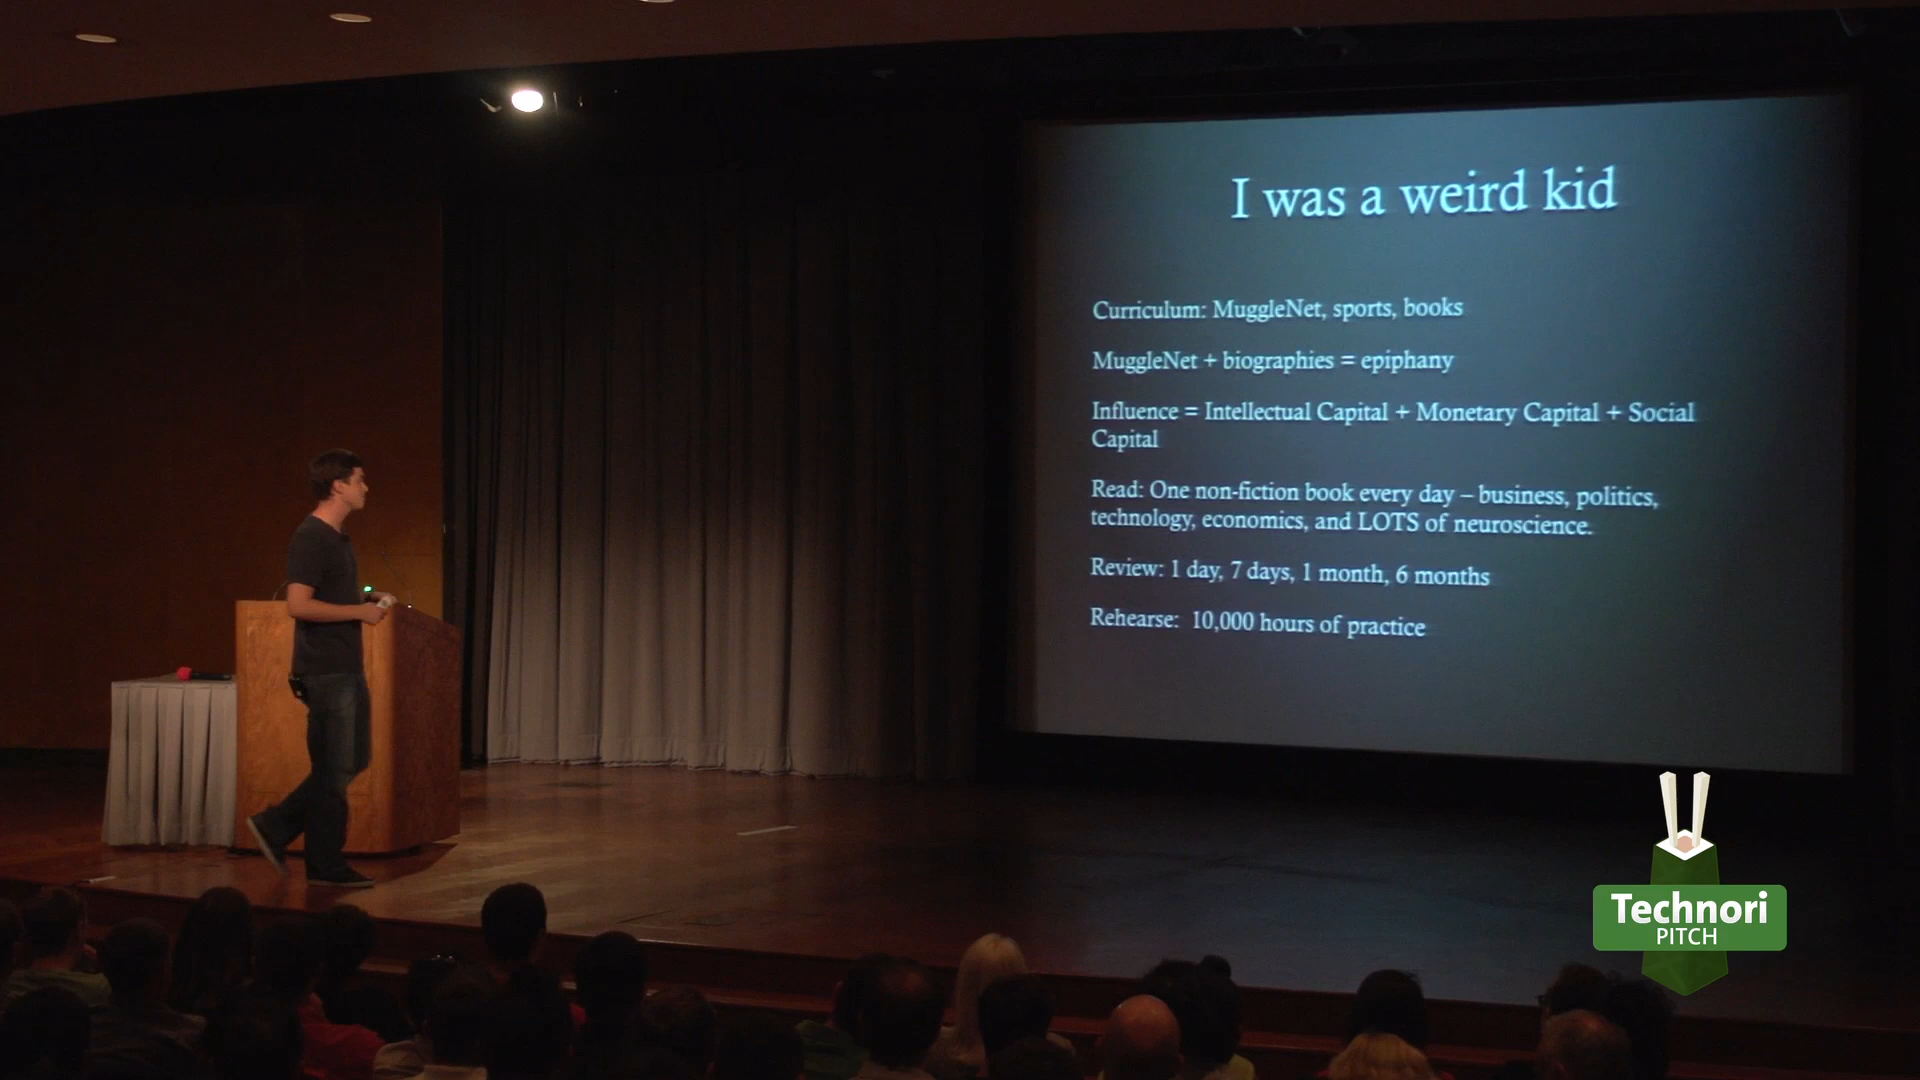 I was a weird kid
Curriculum: MuggleNet, sports, books
MuggleNet + biographies = epiphany
Influence = Intellectual Capital + Monetary Capital + Social
Capital
Read: One non-fiction book every day – business, politics,
technology, economics, and LOTS of neuroscience.
Review: 1 day, 7 days, 1 month, 6 months
Rehearse: 10,000 hours of practice
Technori
PITCH